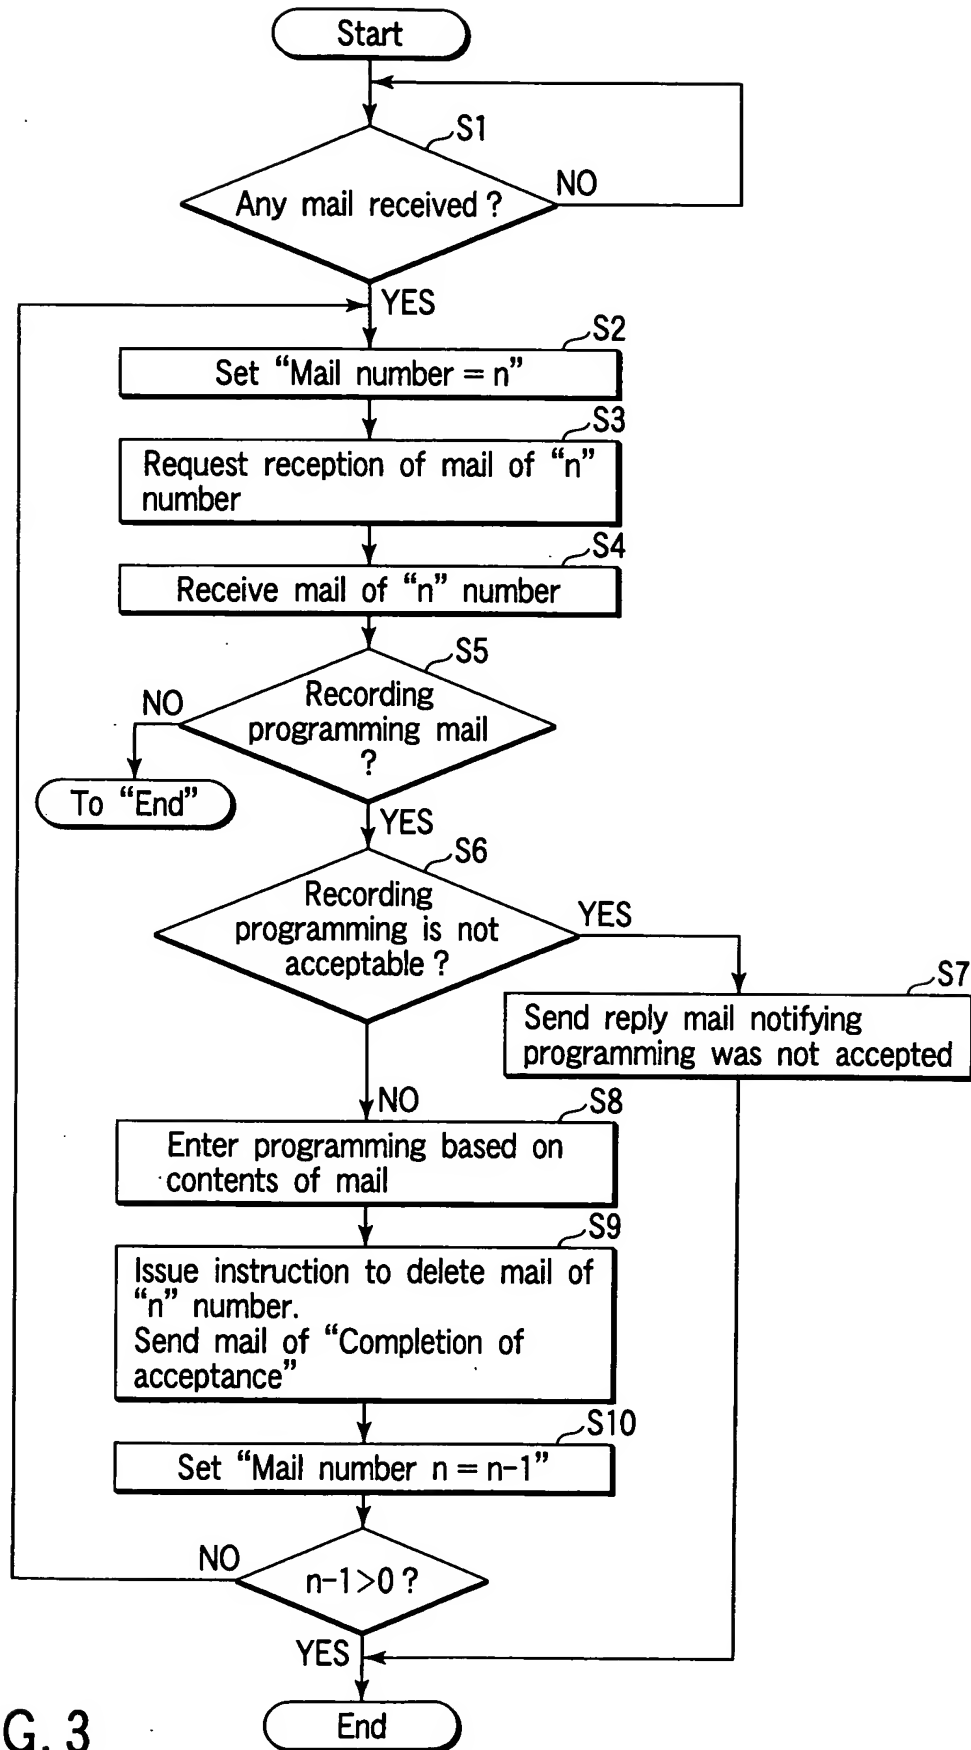 Start
S1
Any mail received ?
NO
YES
S2
Set “Mail number = n”
S3
Request reception of mail of “n”
number
S4
Receive mail of “n” number
S5
Recording
programming mail
?
NO
To “End”
YES
S6
Recording
programming is not
acceptable ?
YES
S7
Send reply mail notifying
programming was not accepted
NO
S8
Enter programming based on
contents of mail
S9
Issue instruction to delete mail of
“n” number.
Send mail of “Completion of
acceptance”
S10
Set “Mail number n = n-1”
NO
n-1>0 ?
YES
End
G. 3